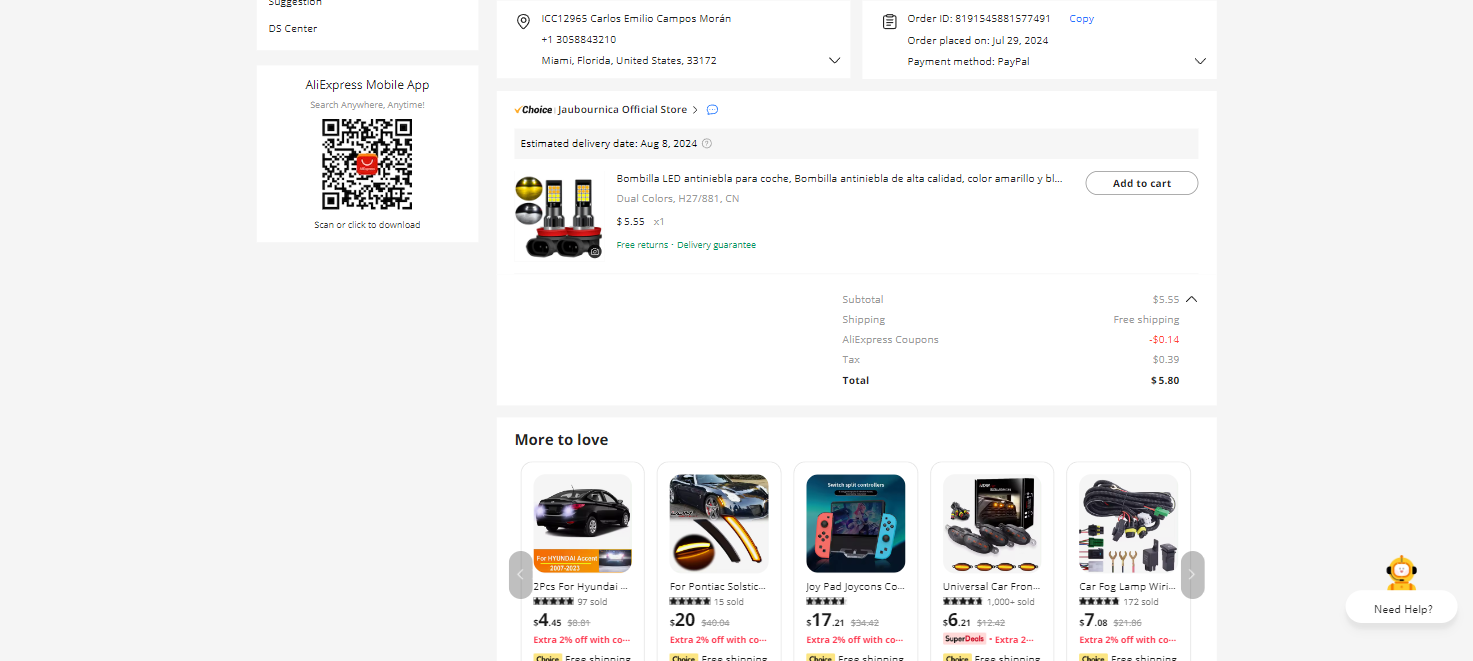 Suggestion
DS Center
AliExpress Mobile App
Search Anywhere, Anytime!
Scan or click to download
ICC12965 Carlos Emilio Campos Morán
+1 3058843210
Miami, Florida, United States, 33172
Order ID: 8191545881577491 Copy
Order placed on: Jul 29, 2024
Payment method: PayPal
Choice Jaubournica Official Store
Estimated delivery date: Aug 8, 2024
Bombilla LED antiniebla para coche, Bombilla antiniebla de alta calidad, color amarillo y bl...
Add to cart
Dual Colors, H27/881, CN
$5.55 x1
Free returns · Delivery guarantee
Subtotal $5.55
Shipping Free shipping
AliExpress Coupons -$0.14
Tax $0.39
Total $5.80
More to love
For HYUNDAI Accent
2007-2023
2Pcs For Hyundai ...
97 sold
$4.45 $8.81
Extra 2% off with co···
Choice Free shipping
For Pontiac Solstic...
15 sold
$20 $40.04
Extra 2% off with co···
Choice Free shipping
Switch split controllers
Joy Pad Joycons Co...
$17.21 $34.42
Extra 2% off with co···
Choice Free shipping
Universal Car Fron...
1,000+ sold
$6.21 $12.42
SuperDeals · Extra 2···
Choice Free shipping
Car Fog Lamp Wiri...
172 sold
$7.08 $21.86
Extra 2% off with co···
Choice Free shipping
Need Help?